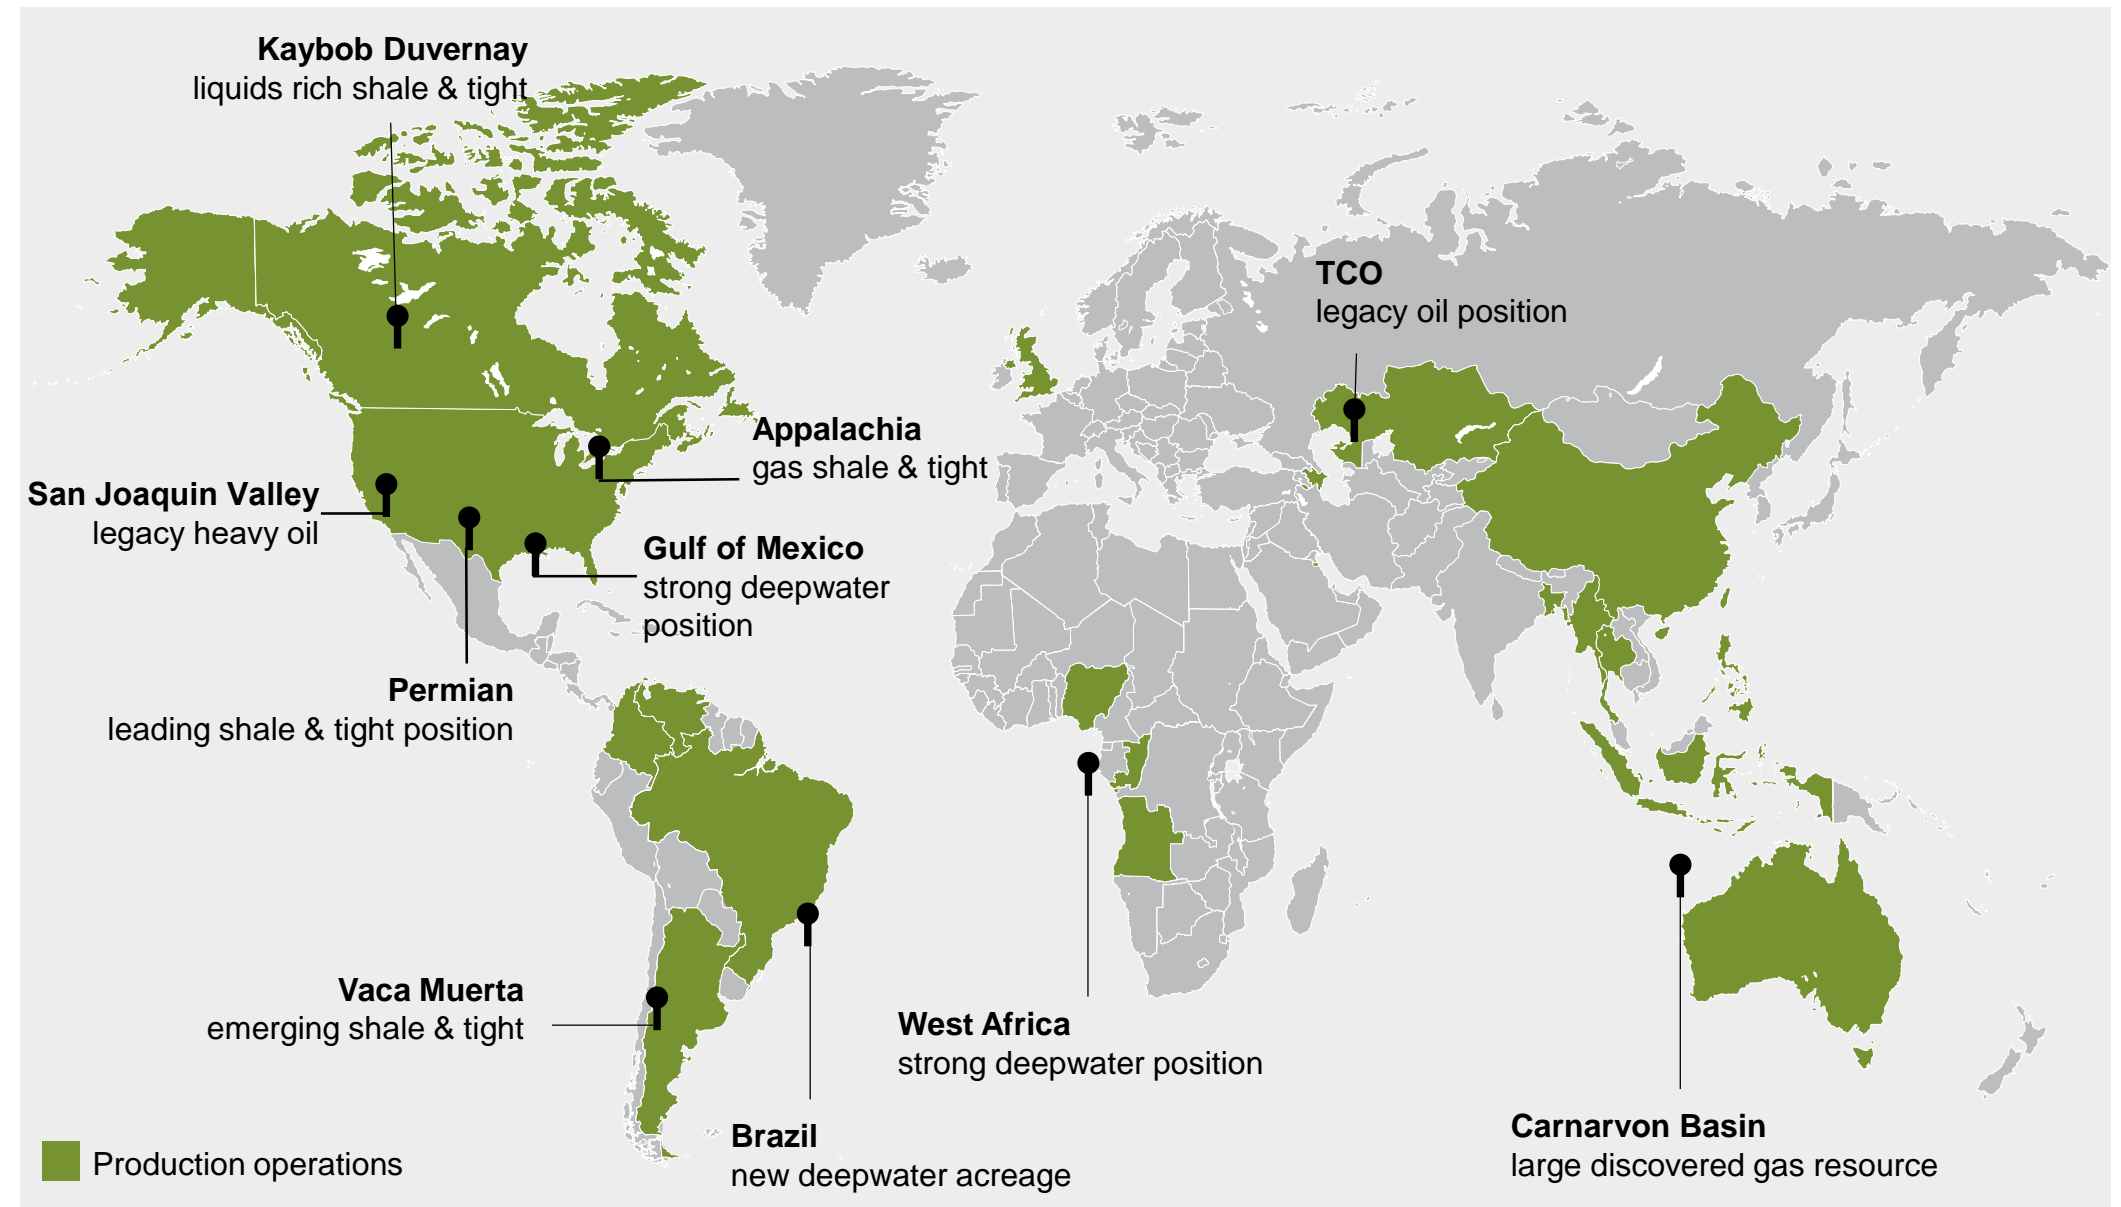 Kaybob Duvernay
liquids rich shale & tight
TCO
legacy oil position
Appalachia
gas shale & tight
San Joaquin Valley
legacy heavy oil
Gulf of Mexico
strong deepwater
position
Permian
leading shale & tight position
Vaca Muerta
emerging shale & tight
West Africa
strong deepwater position
Brazil
new deepwater acreage
Carnarvon Basin
large discovered gas resource
Production operations